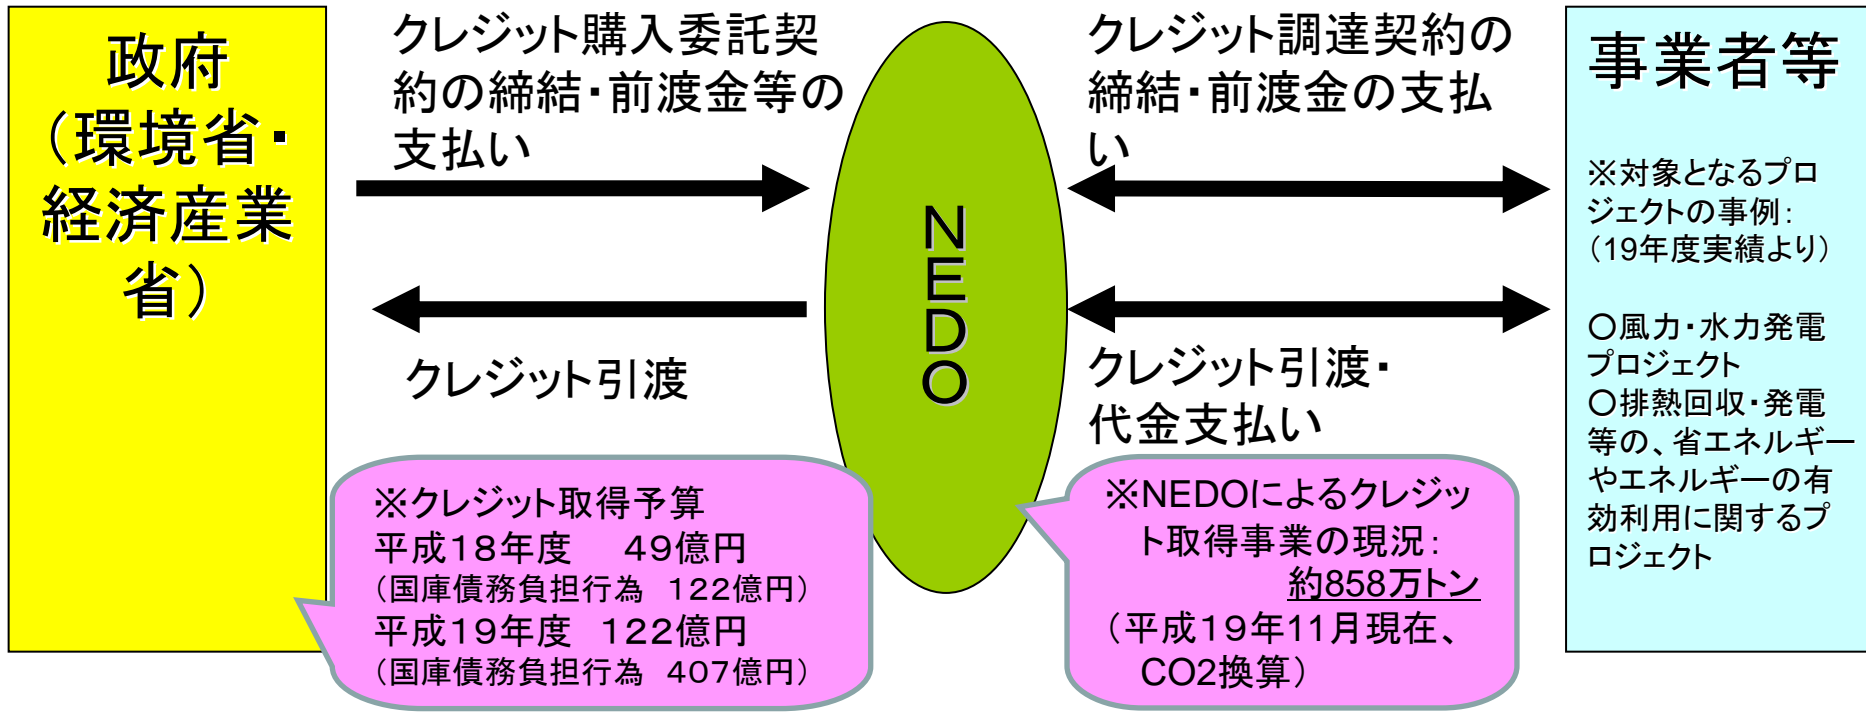 政府
（環境省・
経済産業
省）
クレジット購入委託契
約の締結・前渡金等の
支払い
クレジット引渡
※クレジット取得予算
平成１８年度　４９億円
（国庫債務負担行為　１２２億円）
平成１９年度　１２２億円
（国庫債務負担行為　４０７億円）
ＮＥＤＯ
クレジット調達契約の
締結・前渡金の支払
い
クレジット引渡・
代金支払い
※NEDOによるクレジッ
ト取得事業の現況：
約858万トン
（平成１９年11月現在、
CO2換算）
事業者等
※対象となるプロ
ジェクトの事例：
（19年度実績より）
○風力・水力発電
プロジェクト
○排熱回収・発電
等の、省エネルギー
やエネルギーの有
効利用に関するプ
ロジェクト